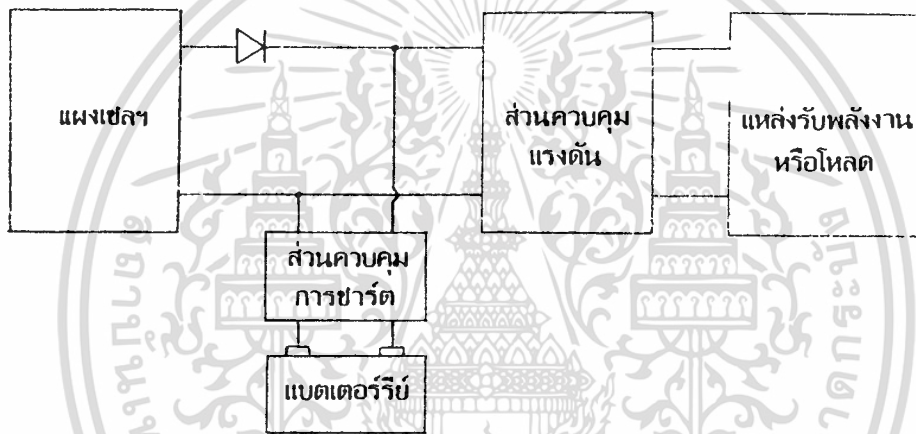 แผงเซลฯ
ส่วนควบคุม
แรงดัน
แหล่งรับพลังงาน
หรือโหลด
ส่วนควบคุม
การชาร์ต
แบตเตอร์รีย์